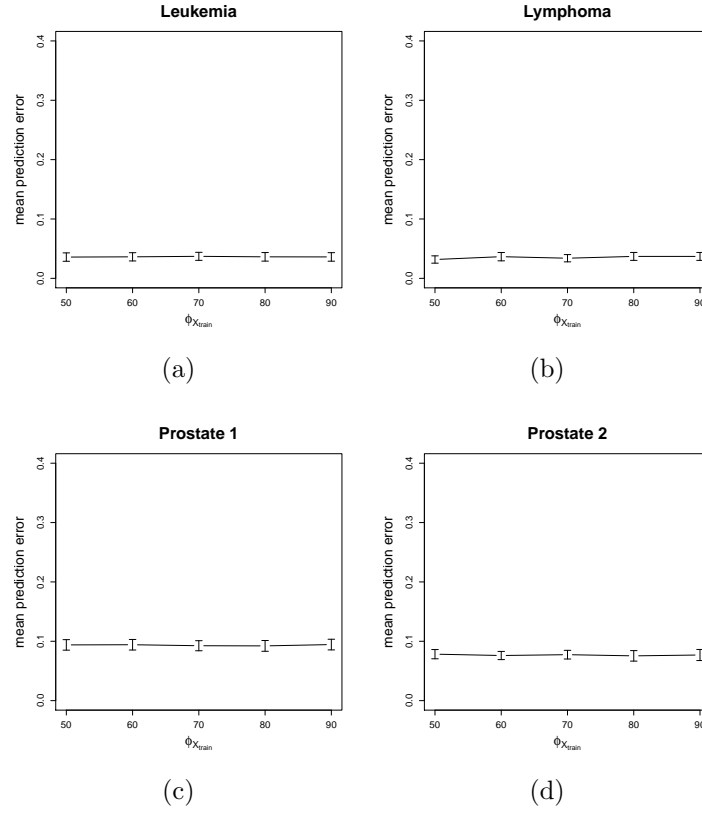 Leukemia
mean prediction error
0.0 0.1 0.2 0.3 0.4
50 60 70 80 90
ϕXtrain
(a)
Lymphoma
mean prediction error
0.0 0.1 0.2 0.3 0.4
50 60 70 80 90
ϕXtrain
(b)
Prostate 1
mean prediction error
0.0 0.1 0.2 0.3 0.4
50 60 70 80 90
ϕXtrain
(c)
Prostate 2
mean prediction error
0.0 0.1 0.2 0.3 0.4
50 60 70 80 90
ϕXtrain
(d)